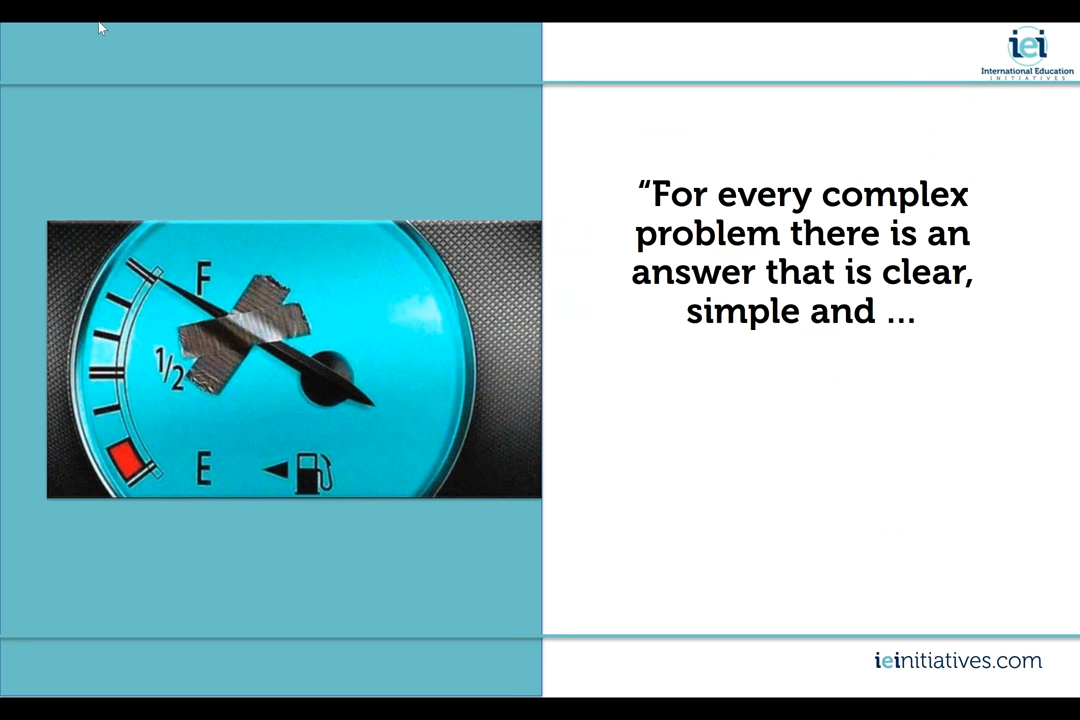 iei
International Education
INITIATIVES
“For every complex
problem there is an
answer that is clear,
simple and ...
F
1/2
E
ieinitiatives.com